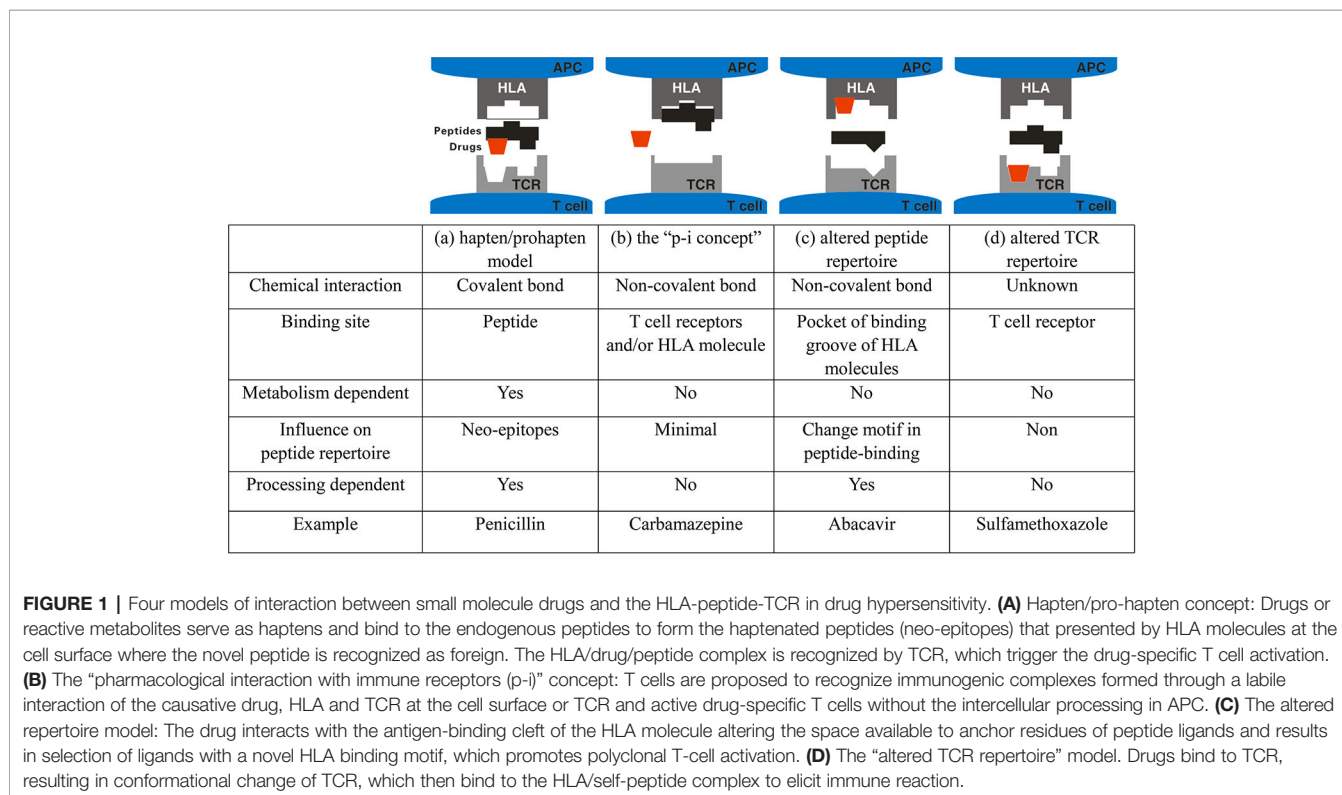 APC APC APC APC
HLA HLA HLA HLA
Peptides
Drugs
TCR TCR TCR TCR
T cell T cell T cell T cell
(a) hapten/prohapten model (b) the “p-i concept” (c) altered peptide repertoire (d) altered TCR repertoire
Chemical interaction Covalent bond Non-covalent bond Non-covalent bond Unknown
Binding site Peptide T cell receptors and/or HLA molecule Pocket of binding groove of HLA molecules T cell receptor
Metabolism dependent Yes No No No
Influence on peptide repertoire Neo-epitopes Minimal Change motif in peptide-binding Non
Processing dependent Yes No Yes No
Example Penicillin Carbamazepine Abacavir Sulfamethoxazole
FIGURE 1 | Four models of interaction between small molecule drugs and the HLA-peptide-TCR in drug hypersensitivity. (A) Hapten/pro-hapten concept: Drugs or
reactive metabolites serve as haptens and bind to the endogenous peptides to form the haptenated peptides (neo-epitopes) that presented by HLA molecules at the
cell surface where the novel peptide is recognized as foreign. The HLA/drug/peptide complex is recognized by TCR, which trigger the drug-specific T cell activation.
(B) The “pharmacological interaction with immune receptors (p-i)” concept: T cells are proposed to recognize immunogenic complexes formed through a labile
interaction of the causative drug, HLA and TCR at the cell surface or TCR and active drug-specific T cells without the intercellular processing in APC. (C) The altered
repertoire model: The drug interacts with the antigen-binding cleft of the HLA molecule altering the space available to anchor residues of peptide ligands and results
in selection of ligands with a novel HLA binding motif, which promotes polyclonal T-cell activation. (D) The “altered TCR repertoire” model. Drugs bind to TCR,
resulting in conformational change of TCR, which then bind to the HLA/self-peptide complex to elicit immune reaction.